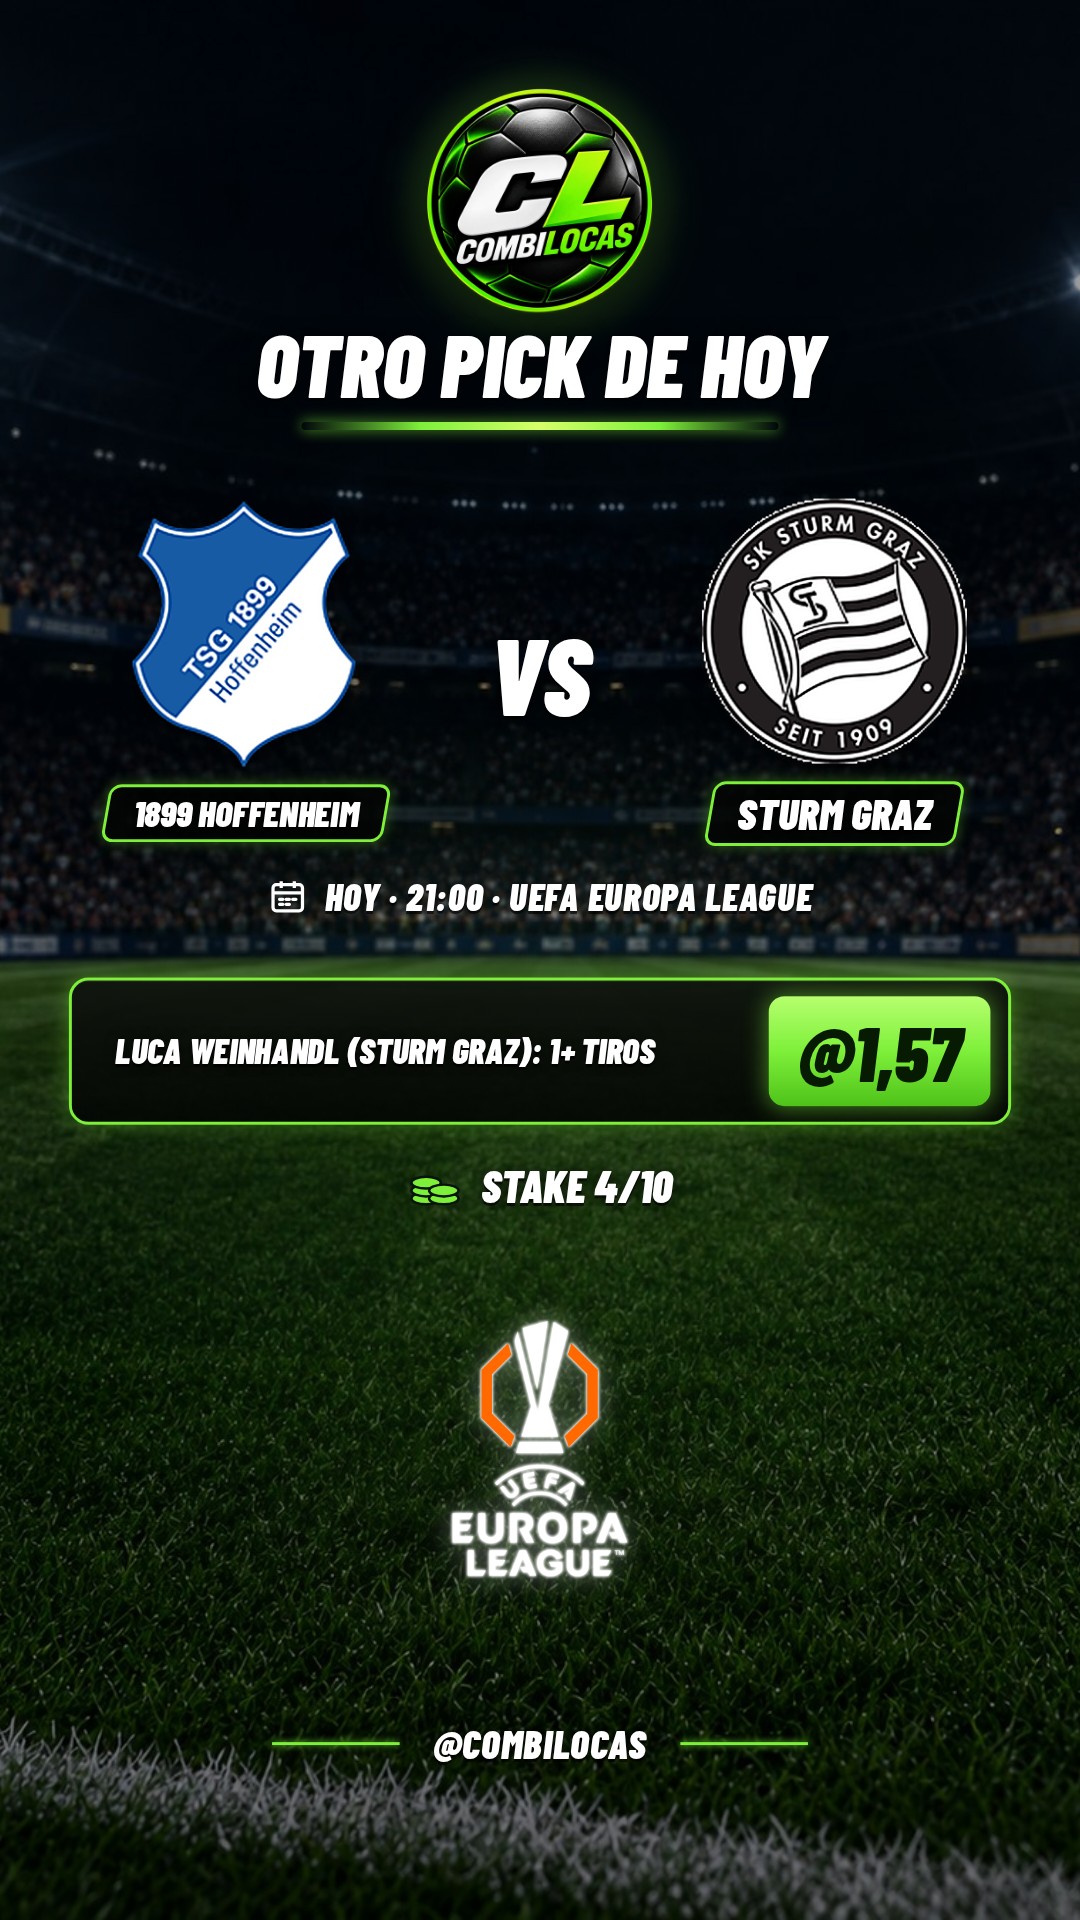 CL
COMBILOCAS
OTRO PICK DE HOY
TSG 1899
Hoffenheim
SK STURM GRAZ
SEIT 1909
VS
1899 HOFFENHEIM
STURM GRAZ
HOY · 21:00 · UEFA EUROPA LEAGUE
LUCA WEINHANDL (STURM GRAZ): 1+ TIROS
@1,57
STAKE 4/10
UEFA
EUROPA
LEAGUE™
@COMBILOCAS